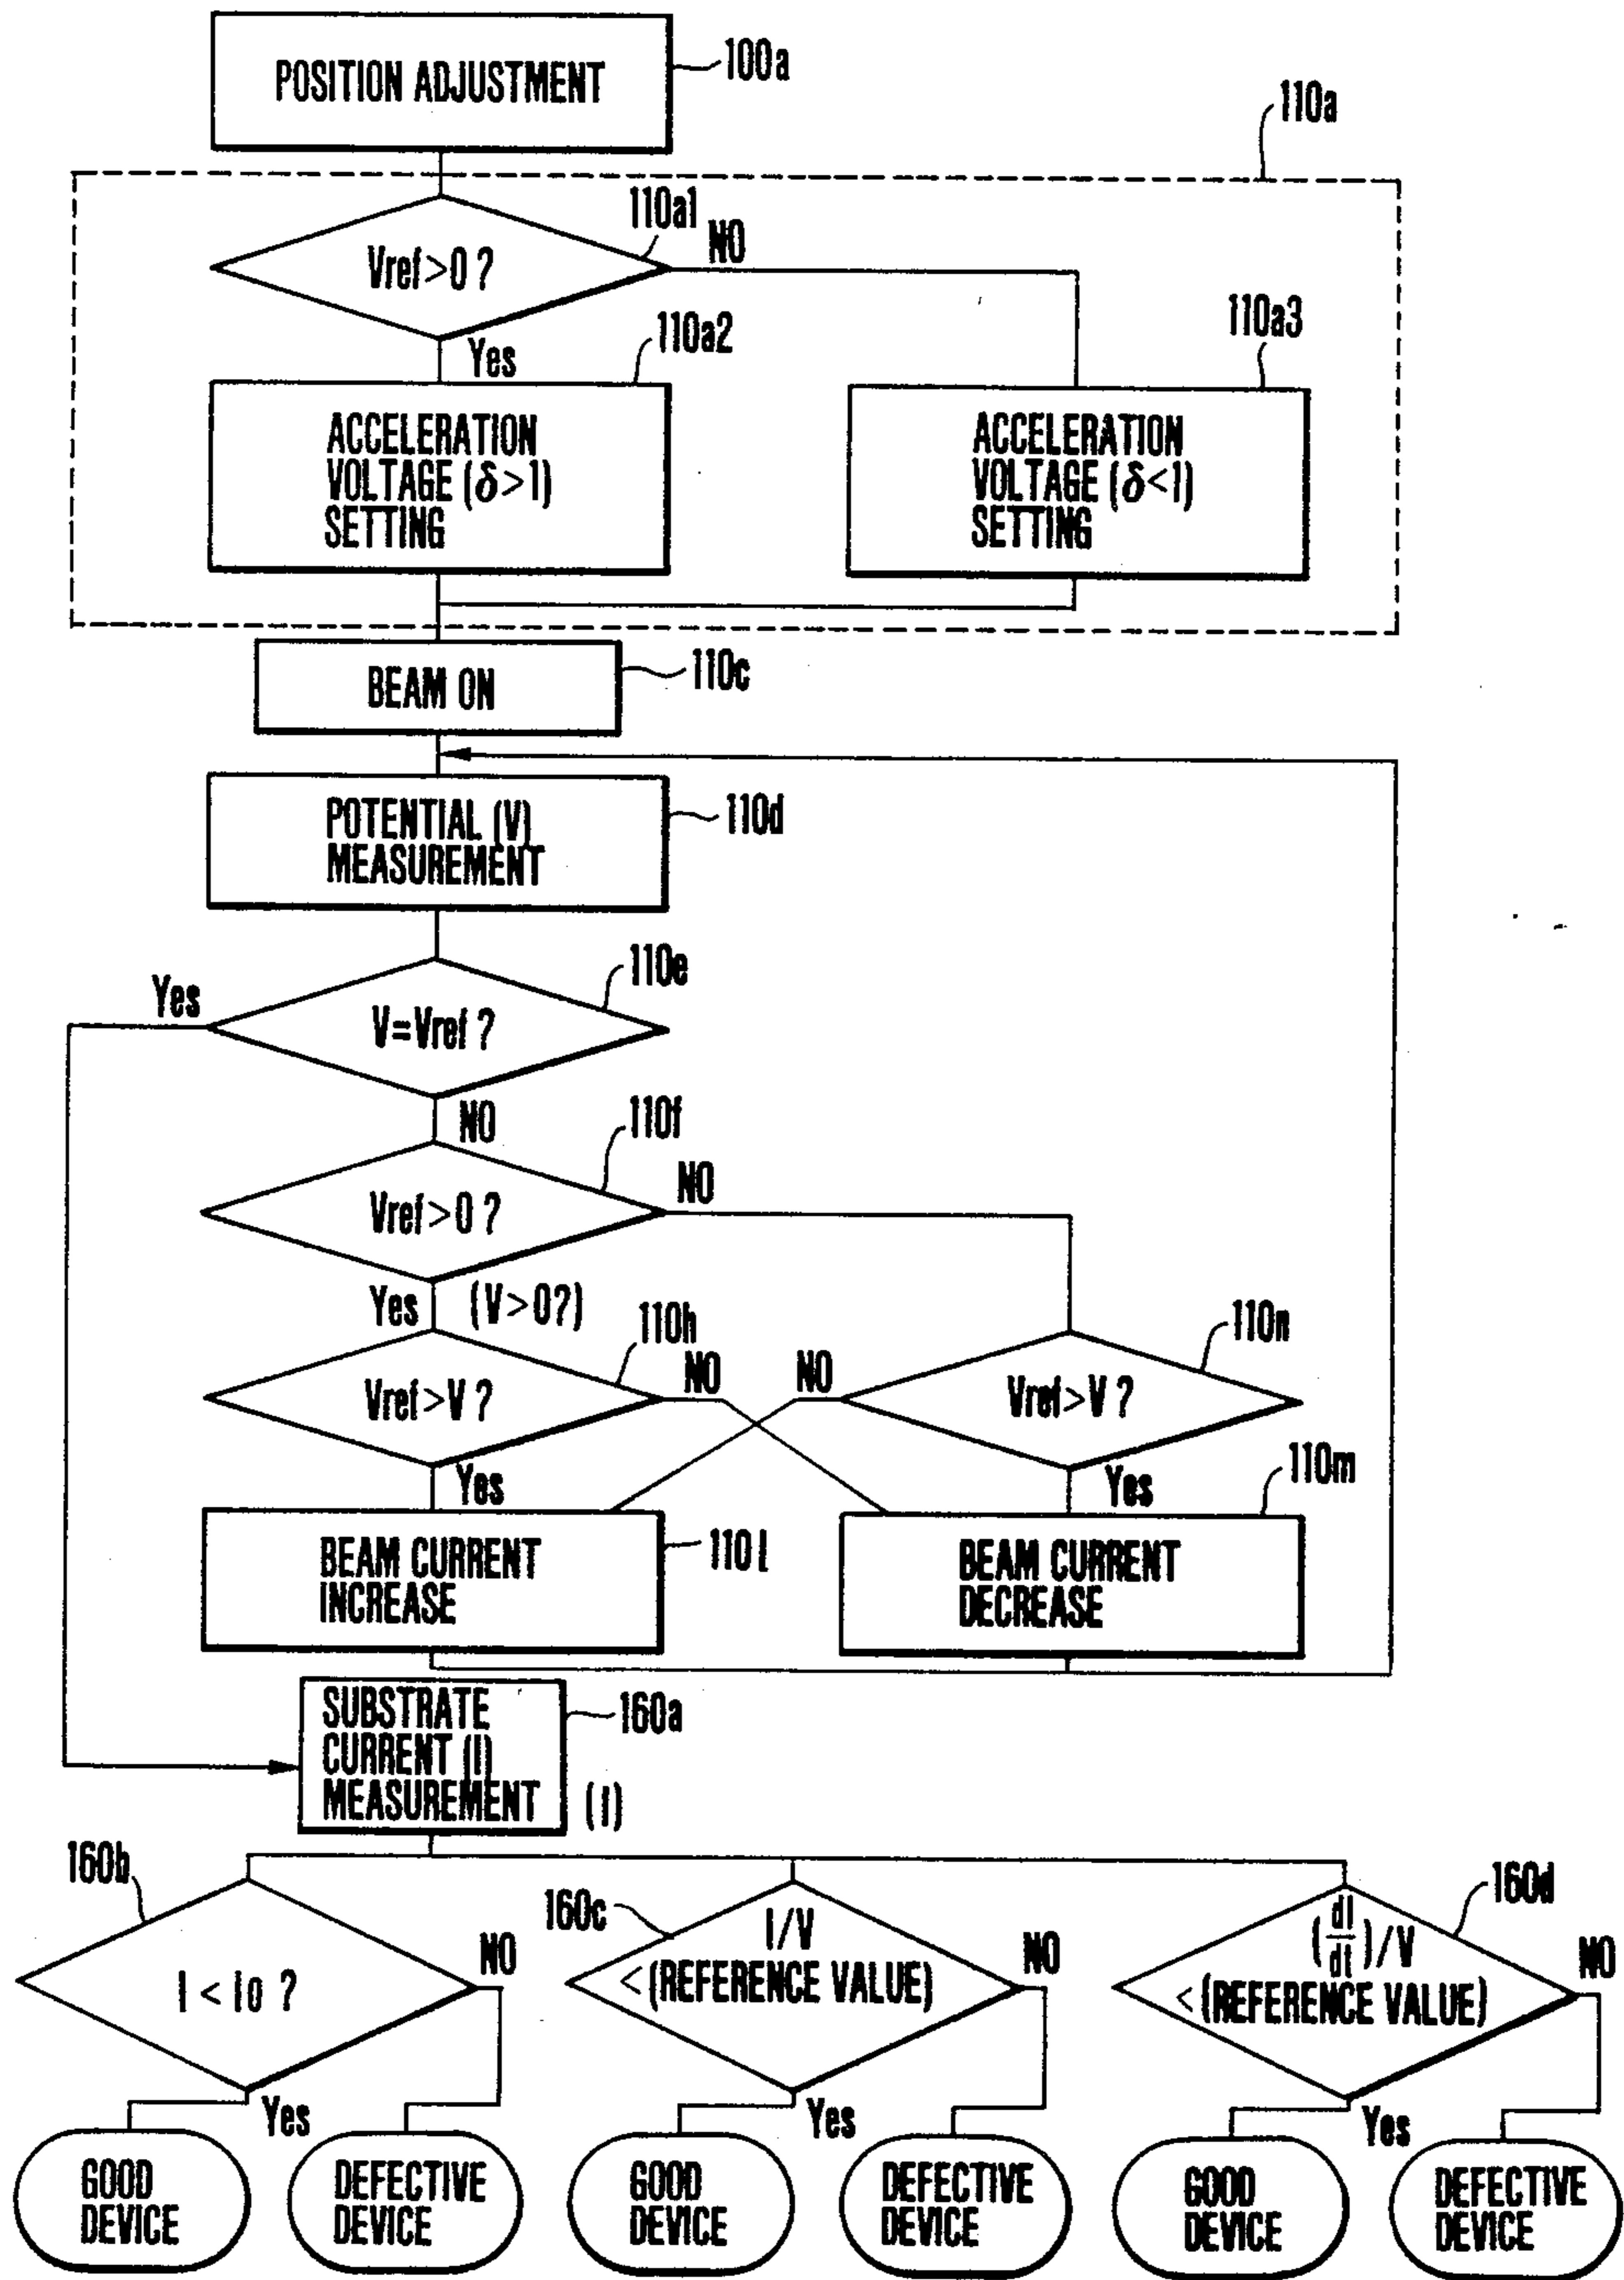 POSITION ADJUSTMENT
100a
110a
110a1
Vref>0 ?
NO
Yes
110a2
110a3
ACCELERATION
VOLTAGE (δ>1)
SETTING
ACCELERATION
VOLTAGE (δ<1)
SETTING
BEAM ON
110c
POTENTIAL (V)
MEASUREMENT
110d
110e
Yes
V=Vref ?
NO
110f
Vref>0 ?
NO
Yes
(V>0?)
110h
110n
Vref>V ?
NO
NO
Vref>V ?
Yes
Yes
110m
BEAM CURRENT
INCREASE
110l
BEAM CURRENT
DECREASE
SUBSTRATE
CURRENT (I)
MEASUREMENT
160a
(I)
160b
I < Io ?
NO
Yes
160c
I/V
<(REFERENCE VALUE)
NO
Yes
160d
(dI/dt)/V
<(REFERENCE VALUE)
NO
Yes
GOOD
DEVICE
DEFECTIVE
DEVICE
GOOD
DEVICE
DEFECTIVE
DEVICE
GOOD
DEVICE
DEFECTIVE
DEVICE